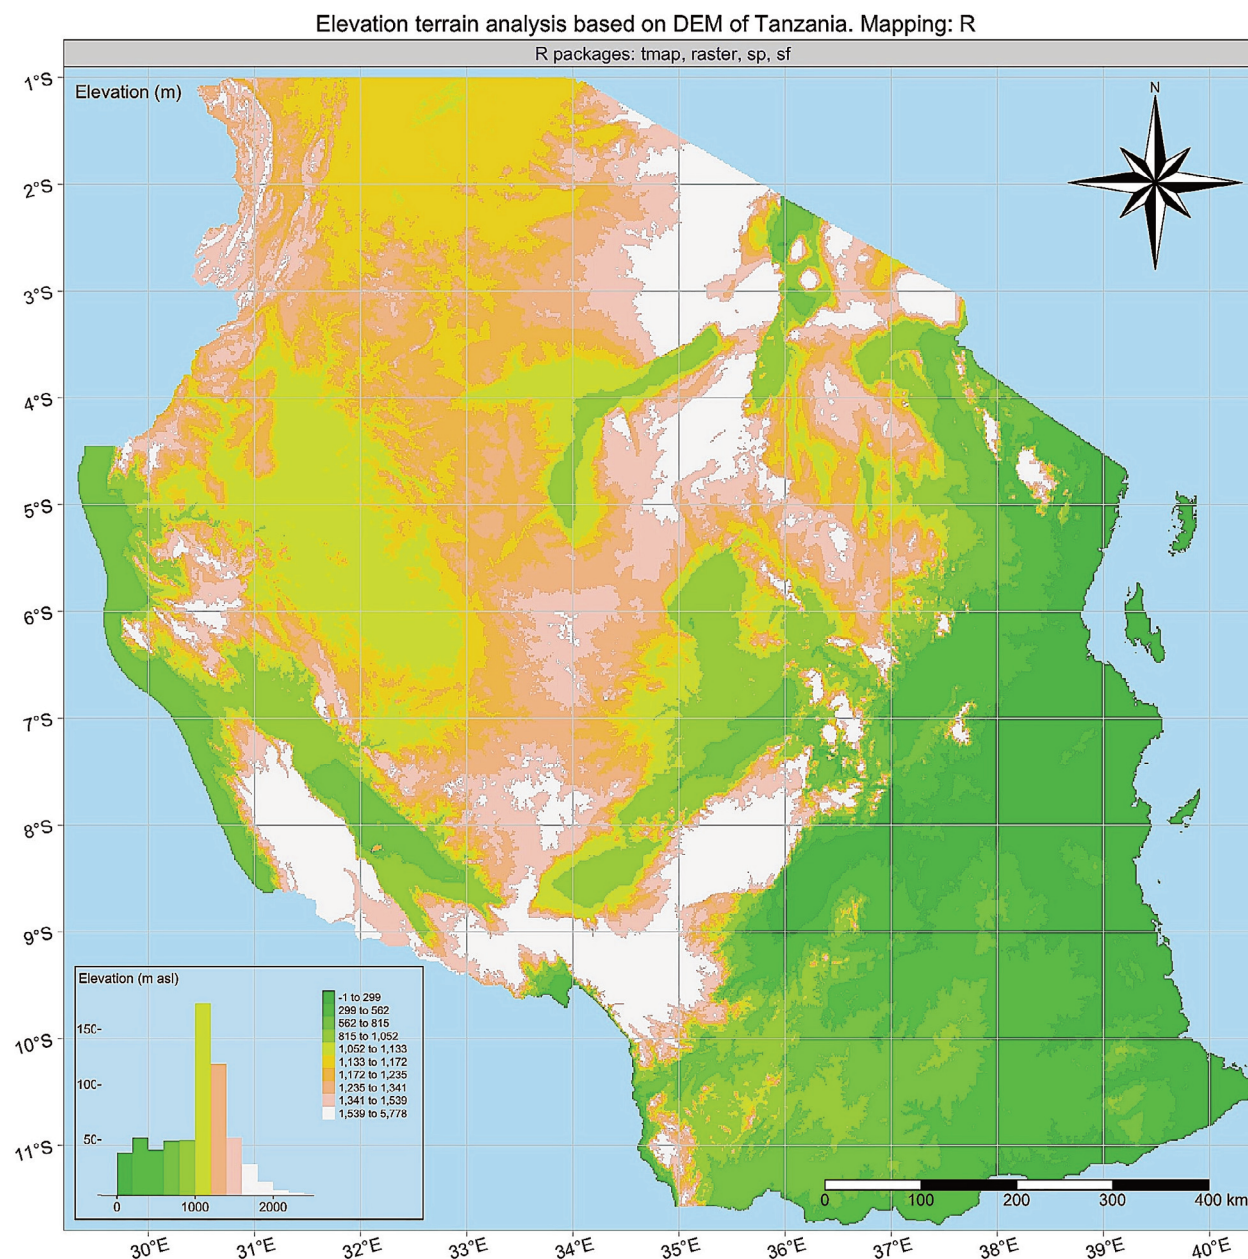 Elevation terrain analysis based on DEM of Tanzania. Mapping: R
R packages: tmap, raster, sp, sf
Elevation (m)
N
1°S
2°S
3°S
4°S
5°S
6°S
7°S
8°S
9°S
10°S
11°S
Elevation (m asl)
150-
100-
50-
0 1000 2000
-1 to 299
299 to 562
562 to 815
815 to 1,052
1,052 to 1,133
1,133 to 1,172
1,172 to 1,235
1,235 to 1,341
1,341 to 1,539
1,539 to 5,778
0 100 200 300 400 km
30°E 31°E 32°E 33°E 34°E 35°E 36°E 37°E 38°E 39°E 40°E